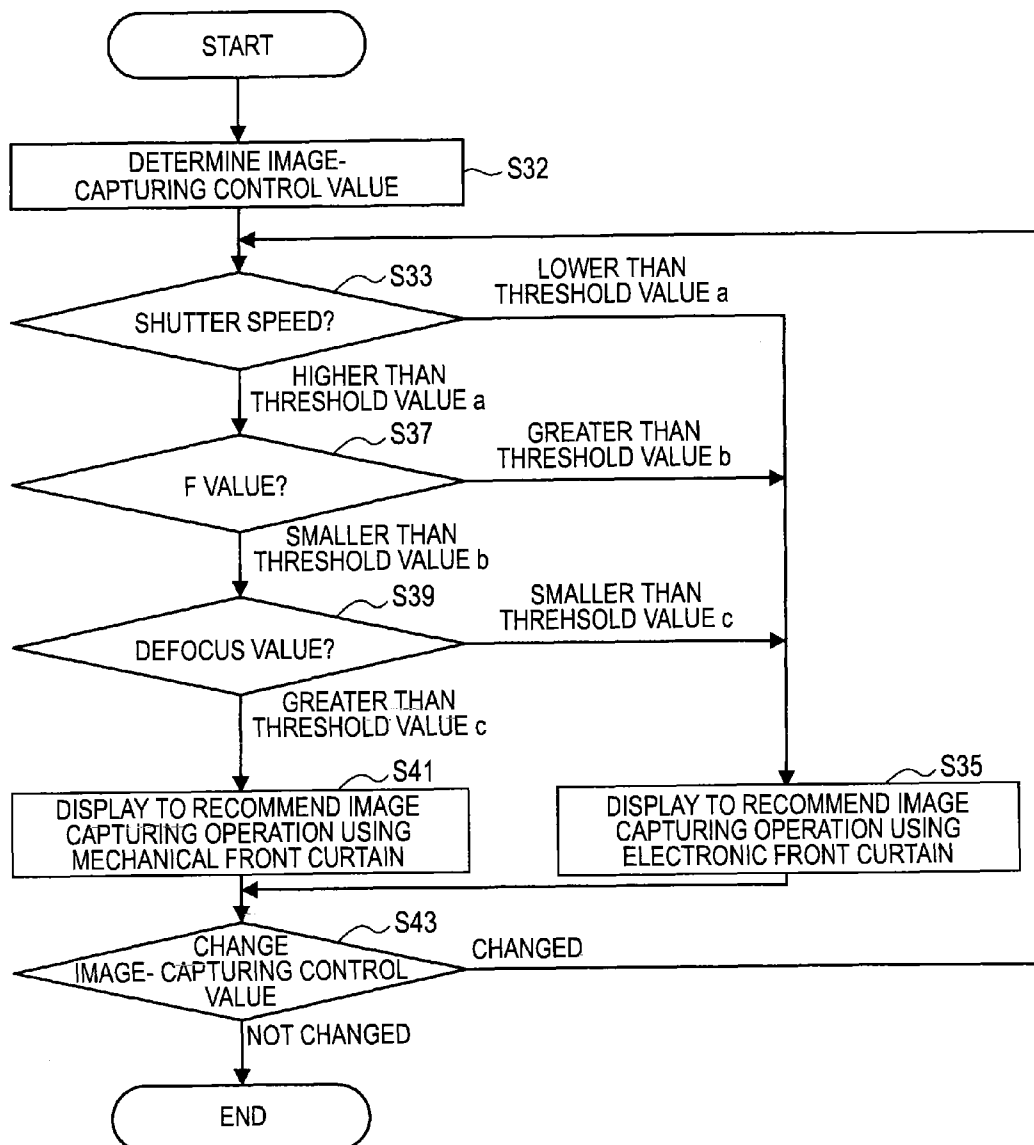 START
DETERMINE IMAGE-
CAPTURING CONTROL VALUE
S32
S33
SHUTTER SPEED?
LOWER THAN
THRESHOLD VALUE a
HIGHER THAN
THRESHOLD VALUE a
S37
F VALUE?
GREATER THAN
THRESHOLD VALUE b
SMALLER THAN
THRESHOLD VALUE b
S39
DEFOCUS VALUE?
SMALLER THAN
THREHSOLD VALUE c
GREATER THAN
THRESHOLD VALUE c
S41
DISPLAY TO RECOMMEND IMAGE
CAPTURING OPERATION USING
MECHANICAL FRONT CURTAIN
S35
DISPLAY TO RECOMMEND IMAGE
CAPTURING OPERATION USING
ELECTRONIC FRONT CURTAIN
S43
CHANGE
IMAGE- CAPTURING CONTROL
VALUE
CHANGED
NOT CHANGED
END